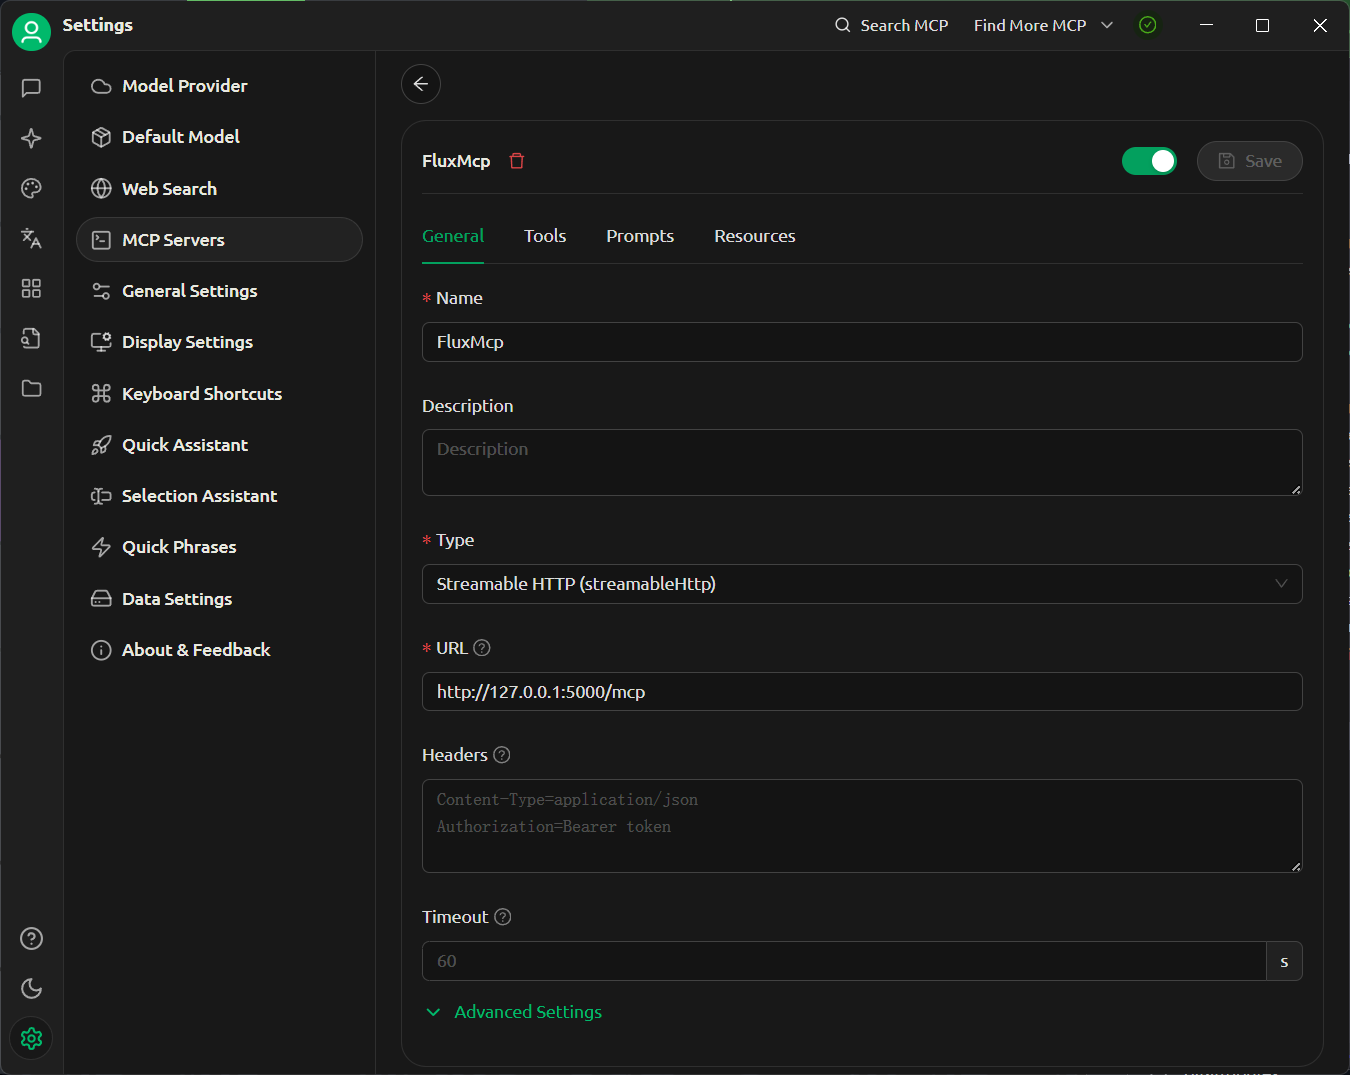 Settings
Search MCP
Find More MCP
Model Provider
Default Model
Web Search
MCP Servers
General Settings
Display Settings
Keyboard Shortcuts
Quick Assistant
Selection Assistant
Quick Phrases
Data Settings
About & Feedback
FluxMcp
Save
General
Tools
Prompts
Resources
* Name
FluxMcp
Description
Description
* Type
Streamable HTTP (streamableHttp)
* URL
http://127.0.0.1:5000/mcp
Headers
Content-Type=application/json
Authorization=Bearer token
Timeout
60
s
Advanced Settings